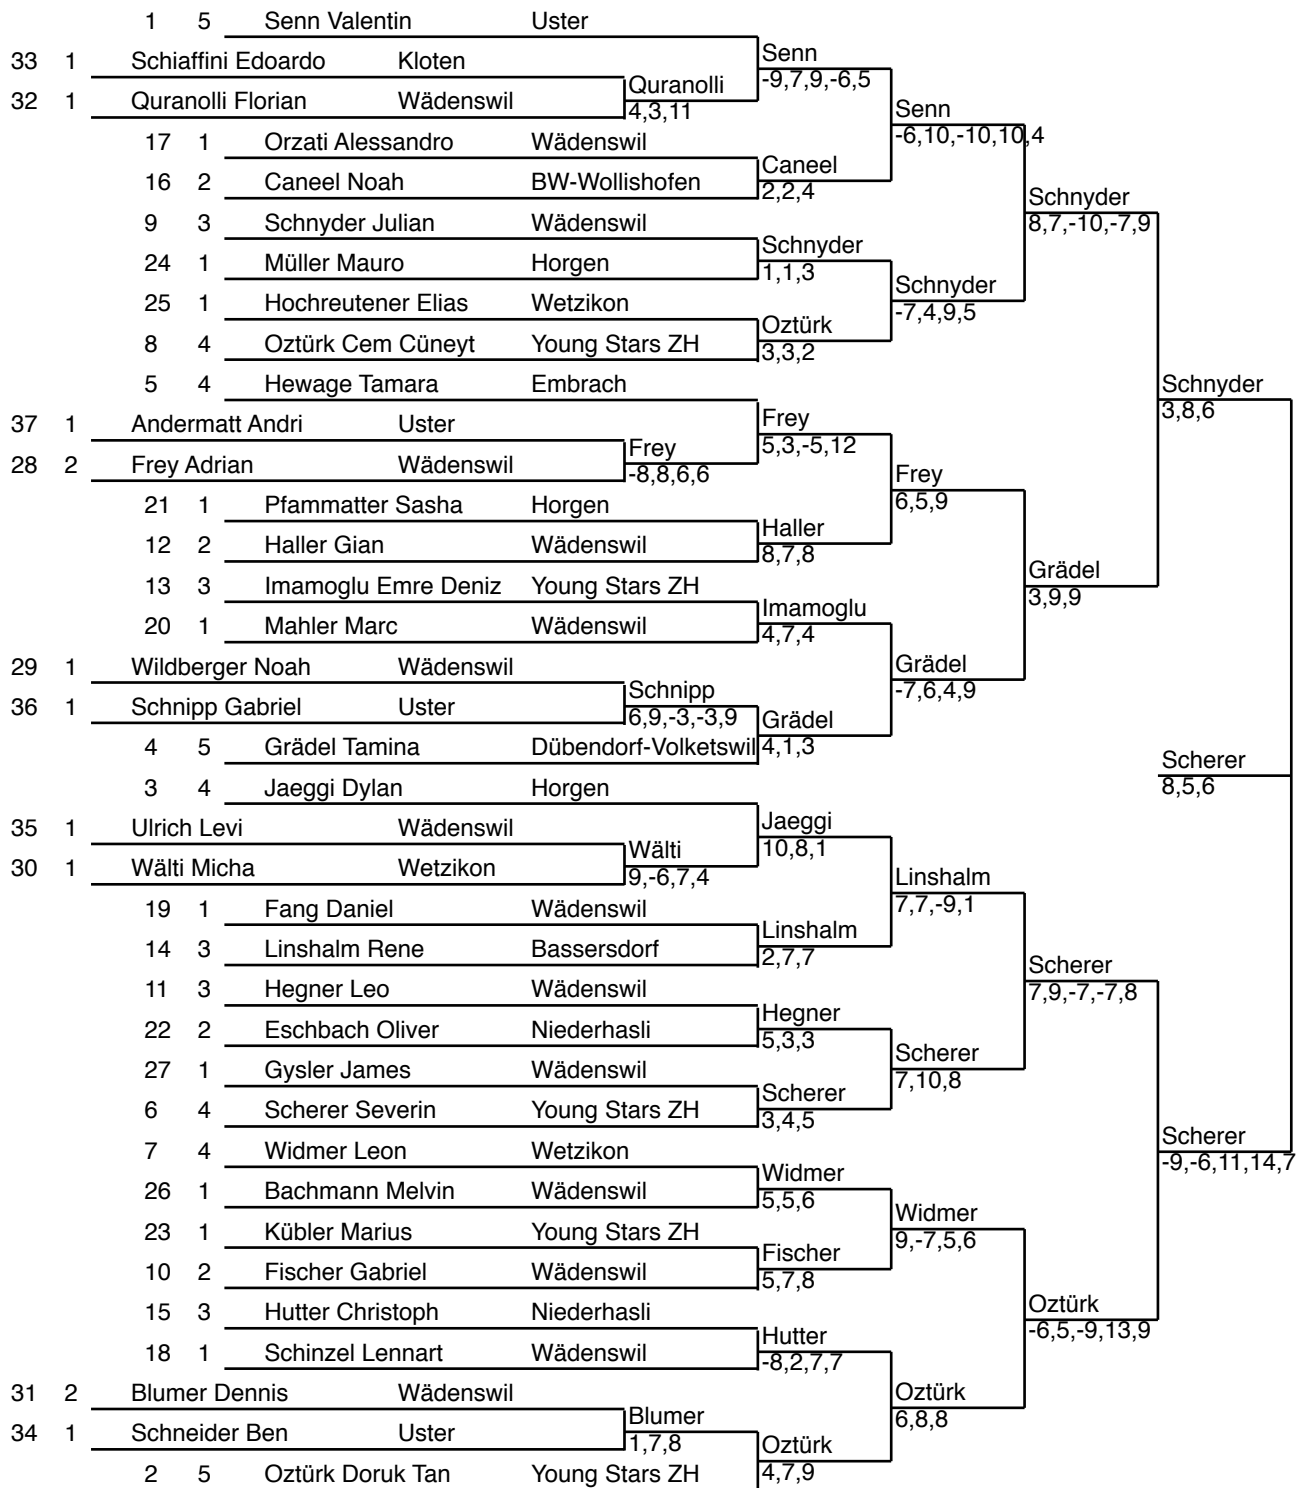 1 5 Senn Valentin Uster
Senn
33 1 Schiaffini Edoardo Kloten
-9,7,9,-6,5
Quranolli
32 1 Quranolli Florian Wädenswil
4,3,11
Senn
-6,10,-10,10,4
17 1 Orzati Alessandro Wädenswil
Caneel
16 2 Caneel Noah BW-Wollishofen
2,2,4
Schnyder
8,7,-10,-7,9
9 3 Schnyder Julian Wädenswil
Schnyder
24 1 Müller Mauro Horgen
1,1,3
Schnyder
-7,4,9,5
25 1 Hochreutener Elias Wetzikon
Oztürk
8 4 Oztürk Cem Cüneyt Young Stars ZH
3,3,2
5 4 Hewage Tamara Embrach
Schnyder
3,8,6
Frey
37 1 Andermatt Andri Uster
5,3,-5,12
Frey
28 2 Frey Adrian Wädenswil
-8,8,6,6
Frey
6,5,9
21 1 Pfammatter Sasha Horgen
Haller
12 2 Haller Gian Wädenswil
8,7,8
Grädel
3,9,9
13 3 Imamoglu Emre Deniz Young Stars ZH
Imamoglu
20 1 Mahler Marc Wädenswil
4,7,4
Grädel
-7,6,4,9
29 1 Wildberger Noah Wädenswil
Schnipp
36 1 Schnipp Gabriel Uster
6,9,-3,-3,9
Grädel
4 5 Grädel Tamina Dübendorf-Volketswil
4,1,3
Scherer
8,5,6
3 4 Jaeggi Dylan Horgen
Jaeggi
35 1 Ulrich Levi Wädenswil
10,8,1
Wälti
30 1 Wälti Micha Wetzikon
9,-6,7,4
Linshalm
7,7,-9,1
19 1 Fang Daniel Wädenswil
Linshalm
14 3 Linshalm Rene Bassersdorf
2,7,7
Scherer
7,9,-7,-7,8
11 3 Hegner Leo Wädenswil
Hegner
22 2 Eschbach Oliver Niederhasli
5,3,3
Scherer
7,10,8
27 1 Gysler James Wädenswil
Scherer
6 4 Scherer Severin Young Stars ZH
3,4,5
Scherer
-9,-6,11,14,7
7 4 Widmer Leon Wetzikon
Widmer
26 1 Bachmann Melvin Wädenswil
5,5,6
Widmer
9,-7,5,6
23 1 Kübler Marius Young Stars ZH
Fischer
10 2 Fischer Gabriel Wädenswil
5,7,8
Oztürk
-6,5,-9,13,9
15 3 Hutter Christoph Niederhasli
Hutter
18 1 Schinzel Lennart Wädenswil
-8,2,7,7
Oztürk
6,8,8
31 2 Blumer Dennis Wädenswil
Blumer
34 1 Schneider Ben Uster
1,7,8
Oztürk
2 5 Oztürk Doruk Tan Young Stars ZH
4,7,9